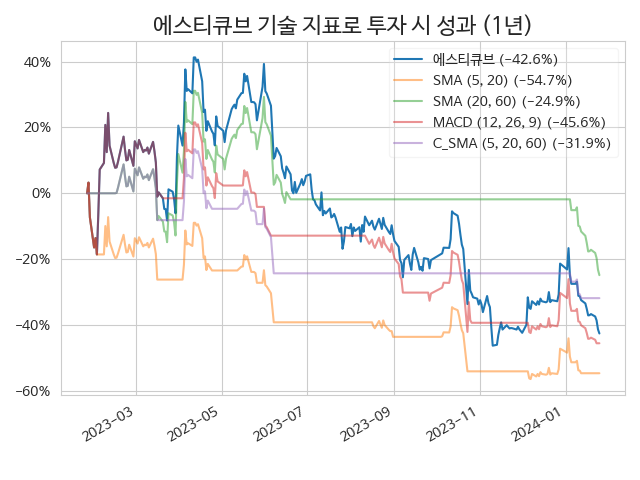 에스티큐브 기술 지표로 투자 시 성과 (1년)
에스티큐브 (−42.6%)
SMA (5, 20) (−54.7%)
SMA (20, 60) (−24.9%)
MACD (12, 26, 9) (−45.6%)
C_SMA (5, 20, 60) (−31.9%)
40%
20%
0%
−20%
−40%
−60%
2023−03
2023−05
2023−07
2023−09
2023−11
2024−01